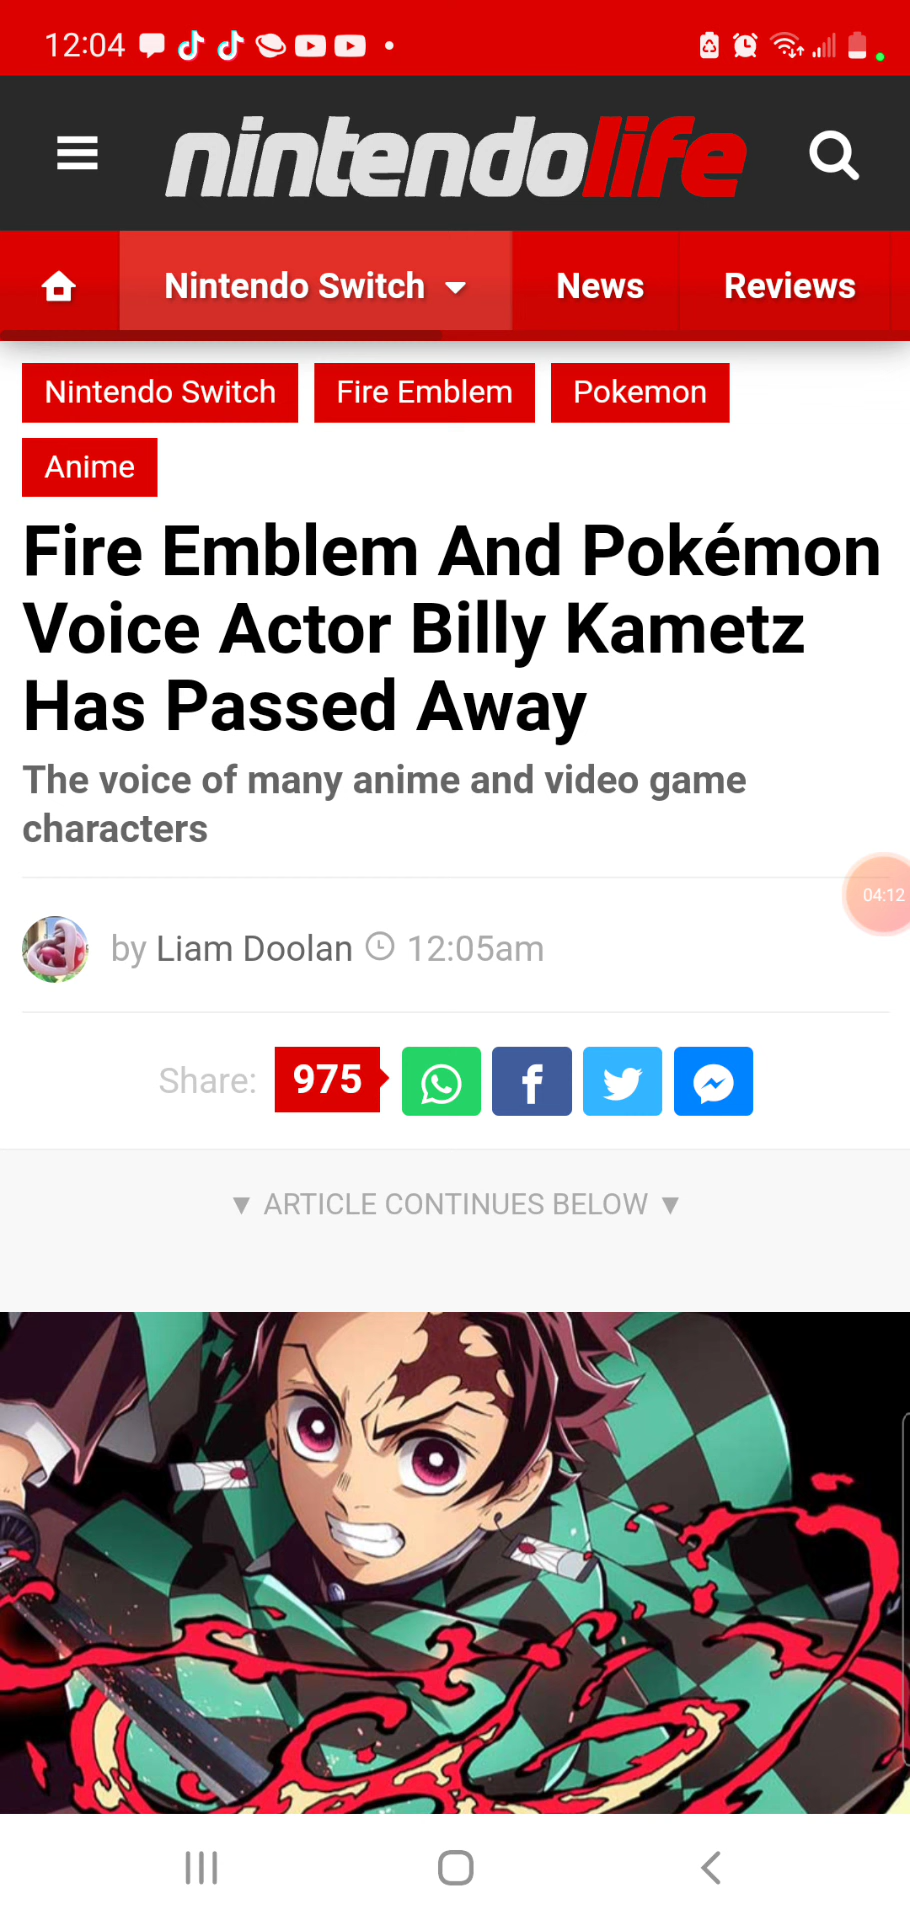 12:04
nintendolife
Nintendo Switch News Reviews
Nintendo Switch Fire Emblem Pokemon
Anime
Fire Emblem And Pokémon
Voice Actor Billy Kametz
Has Passed Away
The voice of many anime and video game
characters
04:12
by Liam Doolan 12:05am
Share: 975
▼ ARTICLE CONTINUES BELOW ▼